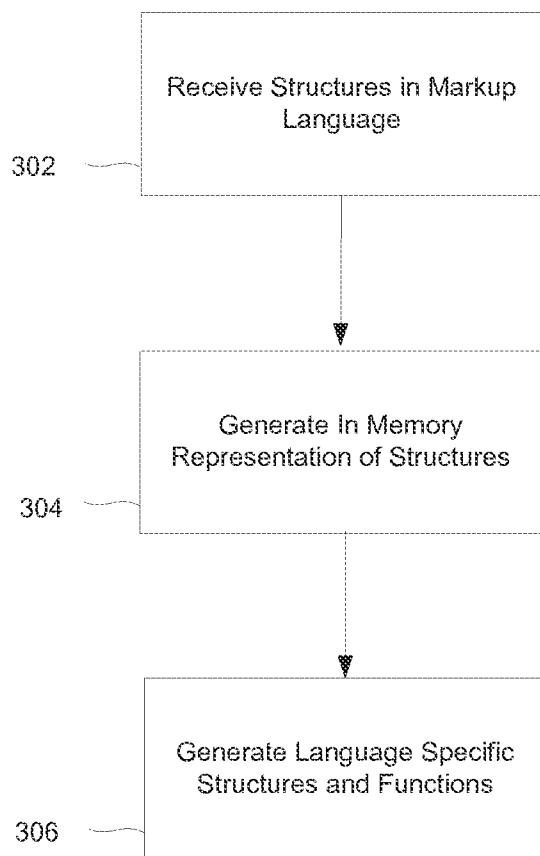 Receive Structures in Markup
Language
302
Generate In Memory
Representation of Structures
304
Generate Language Specific
Structures and Functions
306